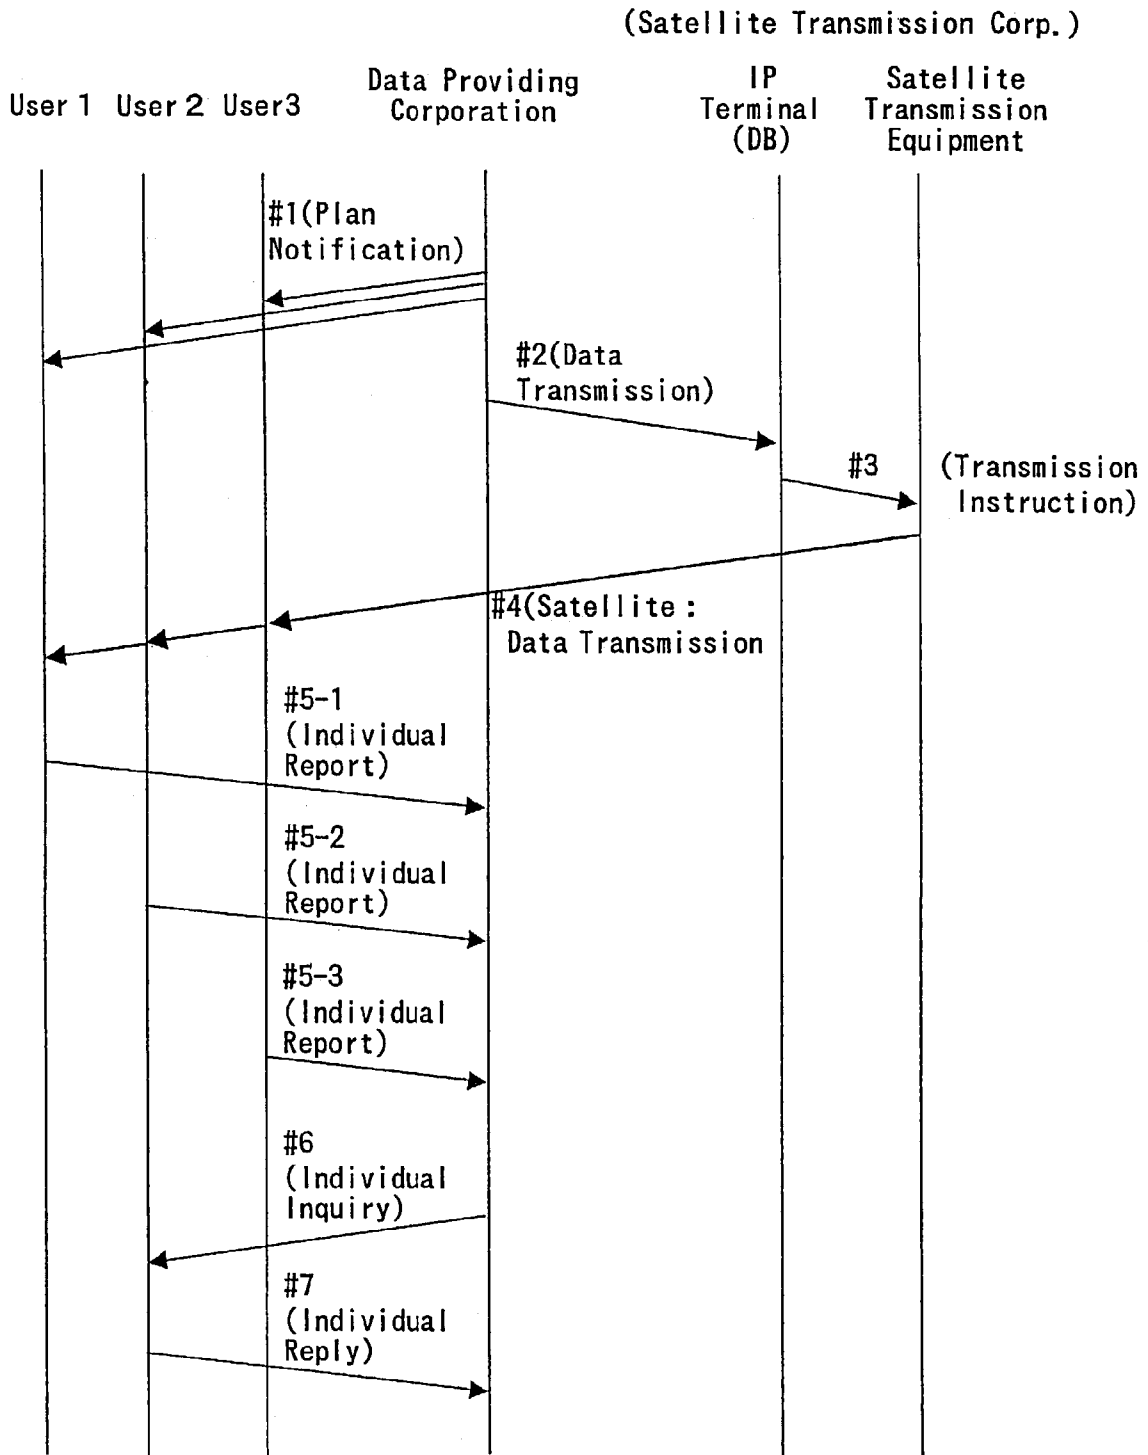 (Satellite Transmission Corp.)
User 1 User 2 User3
Data Providing
Corporation
IP
Terminal
(DB)
Satellite
Transmission
Equipment
#1(Plan
Notification)
#2(Data
Transmission)
#3
(Transmission
Instruction)
#4(Satellite:
Data Transmission
#5-1
(Individual
Report)
#5-2
(Individual
Report)
#5-3
(Individual
Report)
#6
(Individual
Inquiry)
#7
(Individual
Reply)